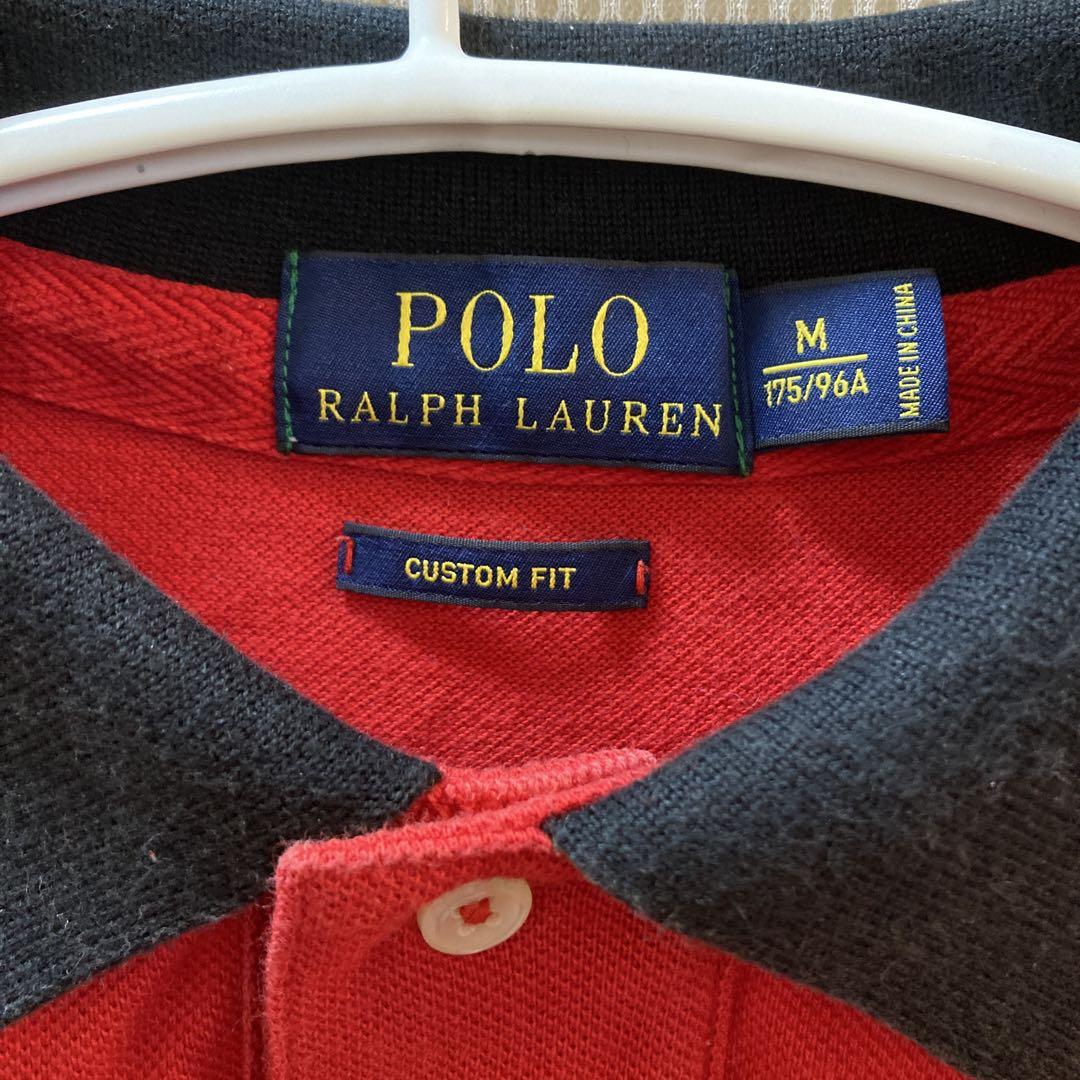 POLO
RALPH LAUREN
M
175/96A
MADE IN CHINA
CUSTOM FIT